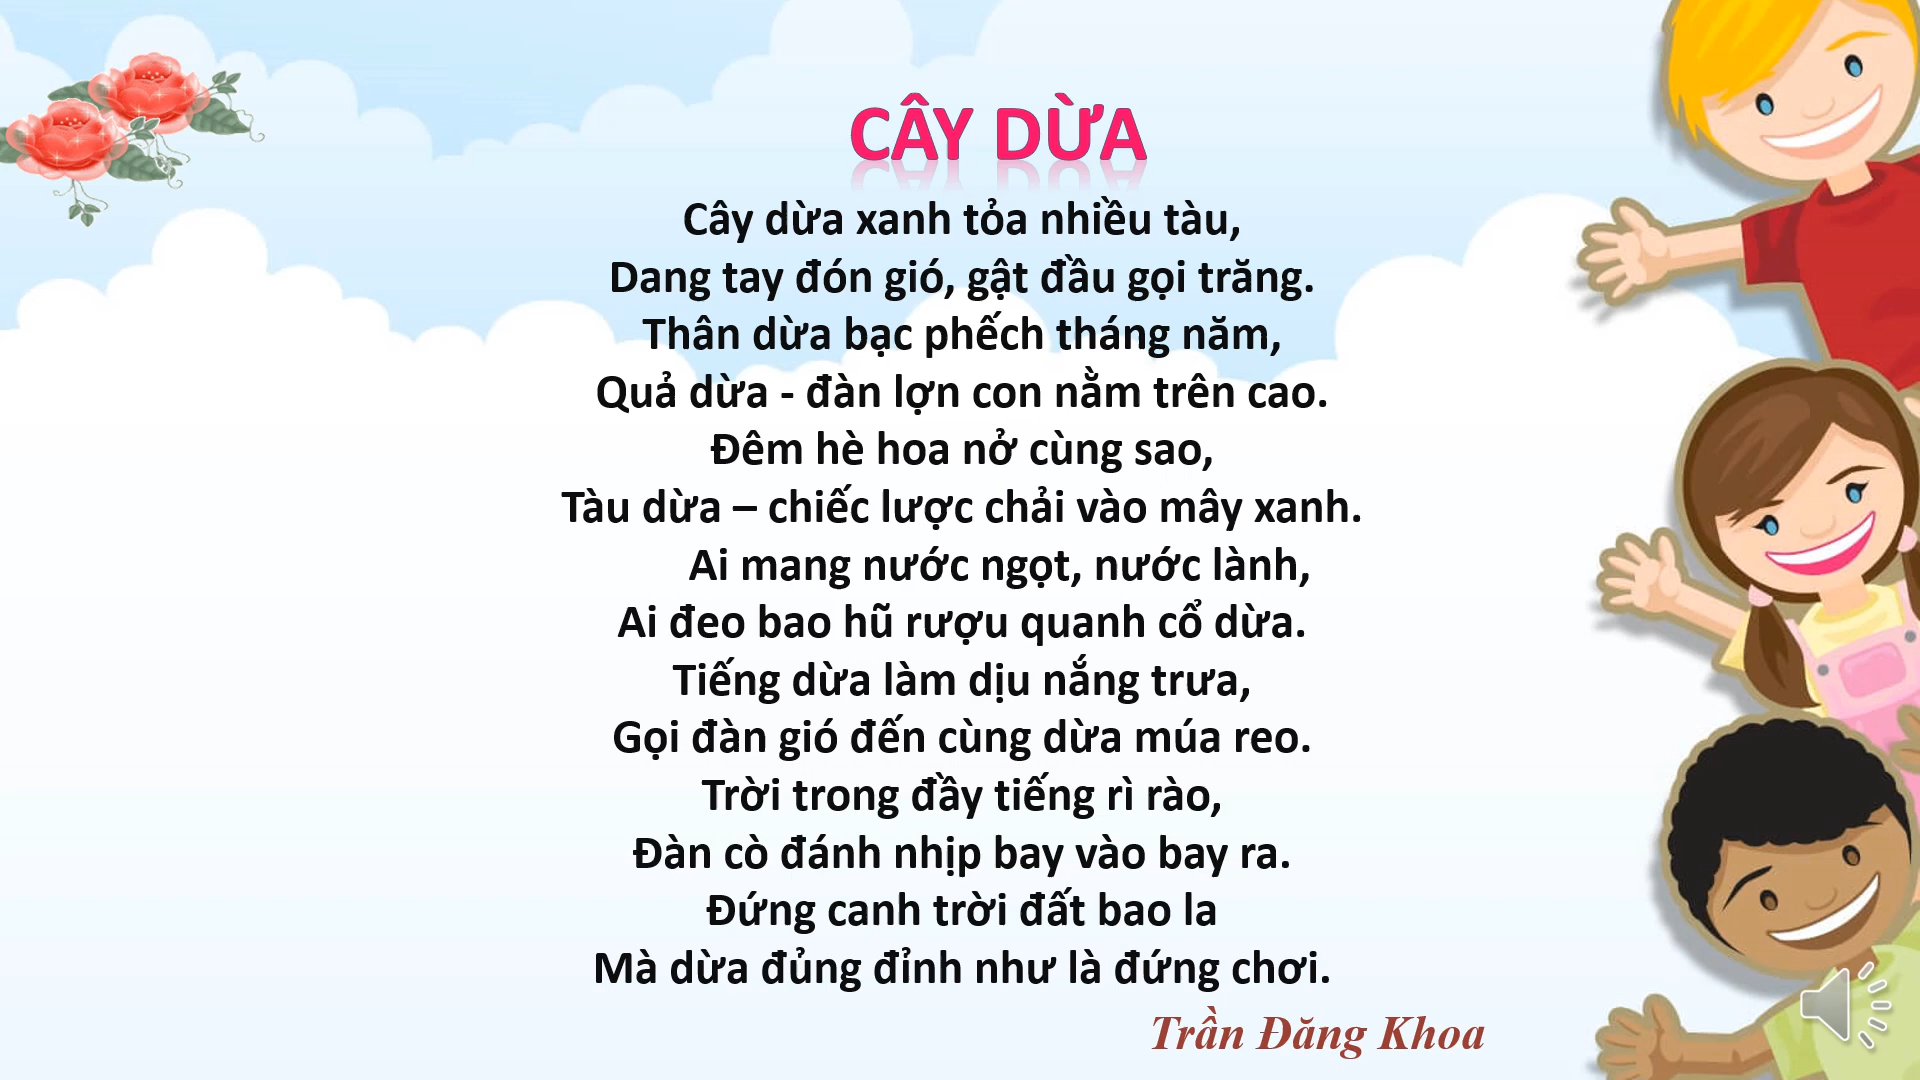 CÂY DỪA
Cây dừa xanh tỏa nhiều tàu,
Dang tay đón gió, gật đầu gọi trăng.
Thân dừa bạc phếch tháng năm,
Quả dừa - đàn lợn con nằm trên cao.
Đêm hè hoa nở cùng sao,
Tàu dừa – chiếc lược chải vào mây xanh.
Ai mang nước ngọt, nước lành,
Ai đeo bao hũ rượu quanh cổ dừa.
Tiếng dừa làm dịu nắng trưa,
Gọi đàn gió đến cùng dừa múa reo.
Trời trong đầy tiếng rì rào,
Đàn cò đánh nhịp bay vào bay ra.
Đứng canh trời đất bao la
Mà dừa đủng đỉnh như là đứng chơi.
Trần Đăng Khoa